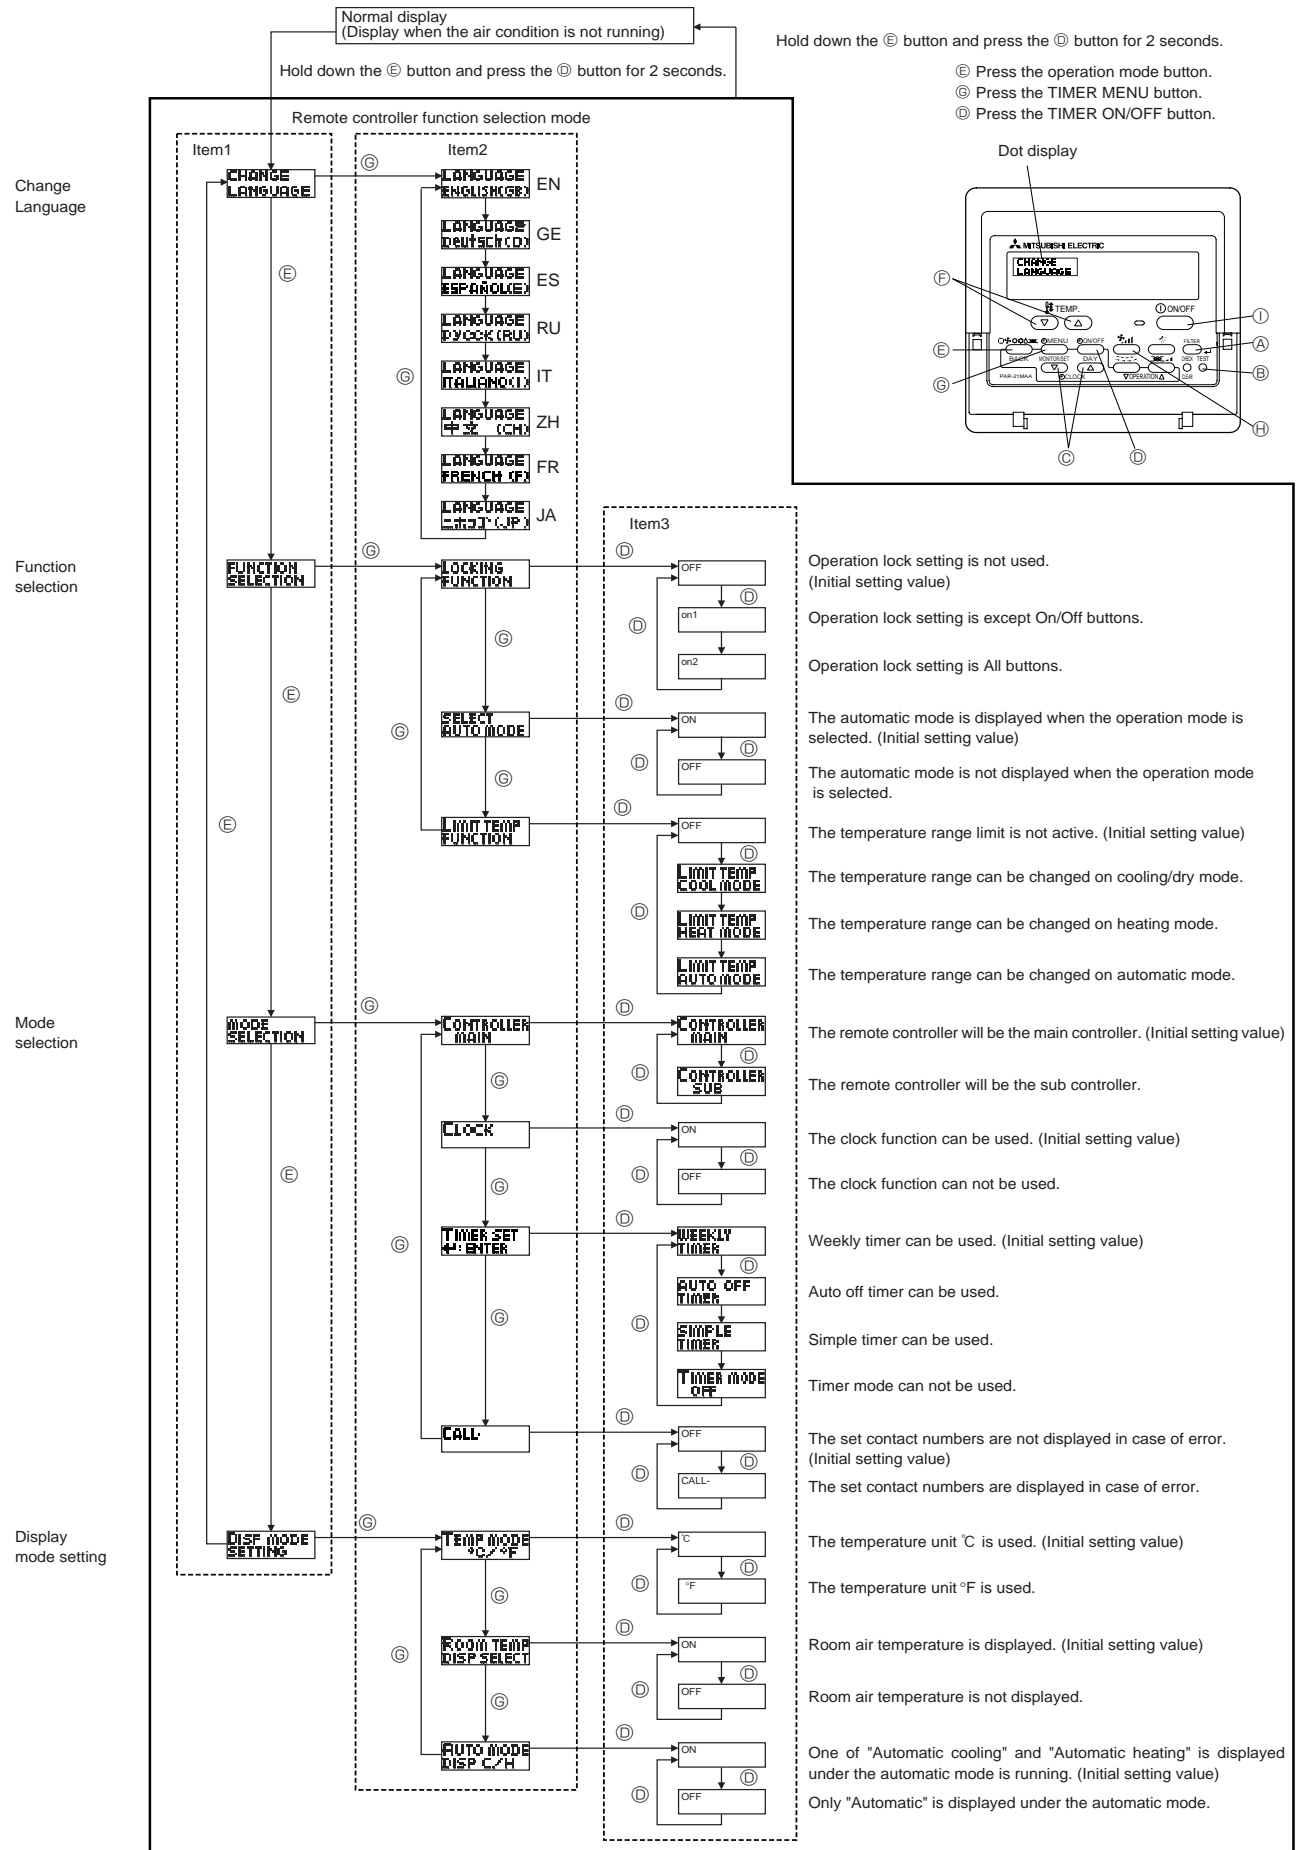 Normal display
(Display when the air condition is not running)
Hold down the Ⓔ button and press the Ⓓ button for 2 seconds.
Hold down the Ⓔ button and press the Ⓓ button for 2 seconds.
Ⓔ Press the operation mode button.
Ⓖ Press the TIMER MENU button.
Ⓓ Press the TIMER ON/OFF button.
Dot display
MITSUBISHI ELECTRIC
CHANGE
LANGUAGE
TEMP.
ON/OFF
MENU
ON/OFF
FILTER
BACK
MONITOR/SET
DAY
CHECK TEST
PAR-21MAA
CLOCK
▽OPERATION△
CLEAR
Ⓕ
Ⓔ
Ⓖ
Ⓘ
Ⓐ
Ⓑ
Ⓗ
Ⓒ
Ⓓ
Remote controller function selection mode
Item1
Item2
Item3
Change
Language
CHANGE
LANGUAGE
Ⓖ
LANGUAGE
ENGLISH(GB)
EN
LANGUAGE
Deutsch(D)
GE
Ⓔ
LANGUAGE
ESPAÑOL(E)
ES
LANGUAGE
РУССК(RU)
RU
Ⓖ
LANGUAGE
ITALIANO(I)
IT
LANGUAGE
中文 (CH)
ZH
LANGUAGE
FRENCH (F)
FR
LANGUAGE
ニホンゴ(JP)
JA
Function
selection
FUNCTION
SELECTION
Ⓖ
LOCKING
FUNCTION
Ⓓ
OFF
Operation lock setting is not used.
(Initial setting value)
Ⓓ
Ⓓ
on1
Operation lock setting is except On/Off buttons.
Ⓖ
on2
Operation lock setting is All buttons.
Ⓔ
Ⓓ
SELECT
AUTO MODE
ON
The automatic mode is displayed when the operation mode is
selected. (Initial setting value)
Ⓖ
Ⓓ
Ⓓ
Ⓖ
OFF
The automatic mode is not displayed when the operation mode
is selected.
Ⓓ
Ⓔ
LIMIT TEMP
FUNCTION
OFF
The temperature range limit is not active. (Initial setting value)
Ⓓ
LIMIT TEMP
COOL MODE
The temperature range can be changed on cooling/dry mode.
Ⓓ
LIMIT TEMP
HEAT MODE
The temperature range can be changed on heating mode.
LIMIT TEMP
AUTO MODE
The temperature range can be changed on automatic mode.
Mode
selection
MODE
SELECTION
Ⓖ
CONTROLLER
MAIN
Ⓓ
CONTROLLER
MAIN
The remote controller will be the main controller. (Initial setting value)
Ⓓ
Ⓖ
Ⓓ
CONTROLLER
SUB
The remote controller will be the sub controller.
Ⓓ
CLOCK
ON
The clock function can be used. (Initial setting value)
Ⓓ
Ⓔ
Ⓖ
Ⓓ
OFF
The clock function can not be used.
Ⓓ
Ⓖ
TIMER SET
↵: ENTER
WEEKLY
TIMER
Weekly timer can be used. (Initial setting value)
Ⓓ
AUTO OFF
TIMER
Auto off timer can be used.
Ⓖ
Ⓓ
SIMPLE
TIMER
Simple timer can be used.
TIMER MODE
OFF
Timer mode can not be used.
Ⓓ
CALL-
OFF
The set contact numbers are not displayed in case of error.
(Initial setting value)
Ⓓ
Ⓓ
CALL-
The set contact numbers are displayed in case of error.
Display
mode setting
DISP MODE
SETTING
Ⓖ
TEMP MODE
°C/°F
Ⓓ
°C
The temperature unit °C is used. (Initial setting value)
Ⓓ
Ⓓ
Ⓖ
°F
The temperature unit °F is used.
Ⓓ
Ⓖ
ROOM TEMP
DISP SELECT
ON
Room air temperature is displayed. (Initial setting value)
Ⓓ
Ⓖ
Ⓓ
OFF
Room air temperature is not displayed.
Ⓓ
AUTO MODE
DISP C/H
ON
One of "Automatic cooling" and "Automatic heating" is displayed
under the automatic mode is running. (Initial setting value)
Ⓓ
Ⓓ
OFF
Only "Automatic" is displayed under the automatic mode.